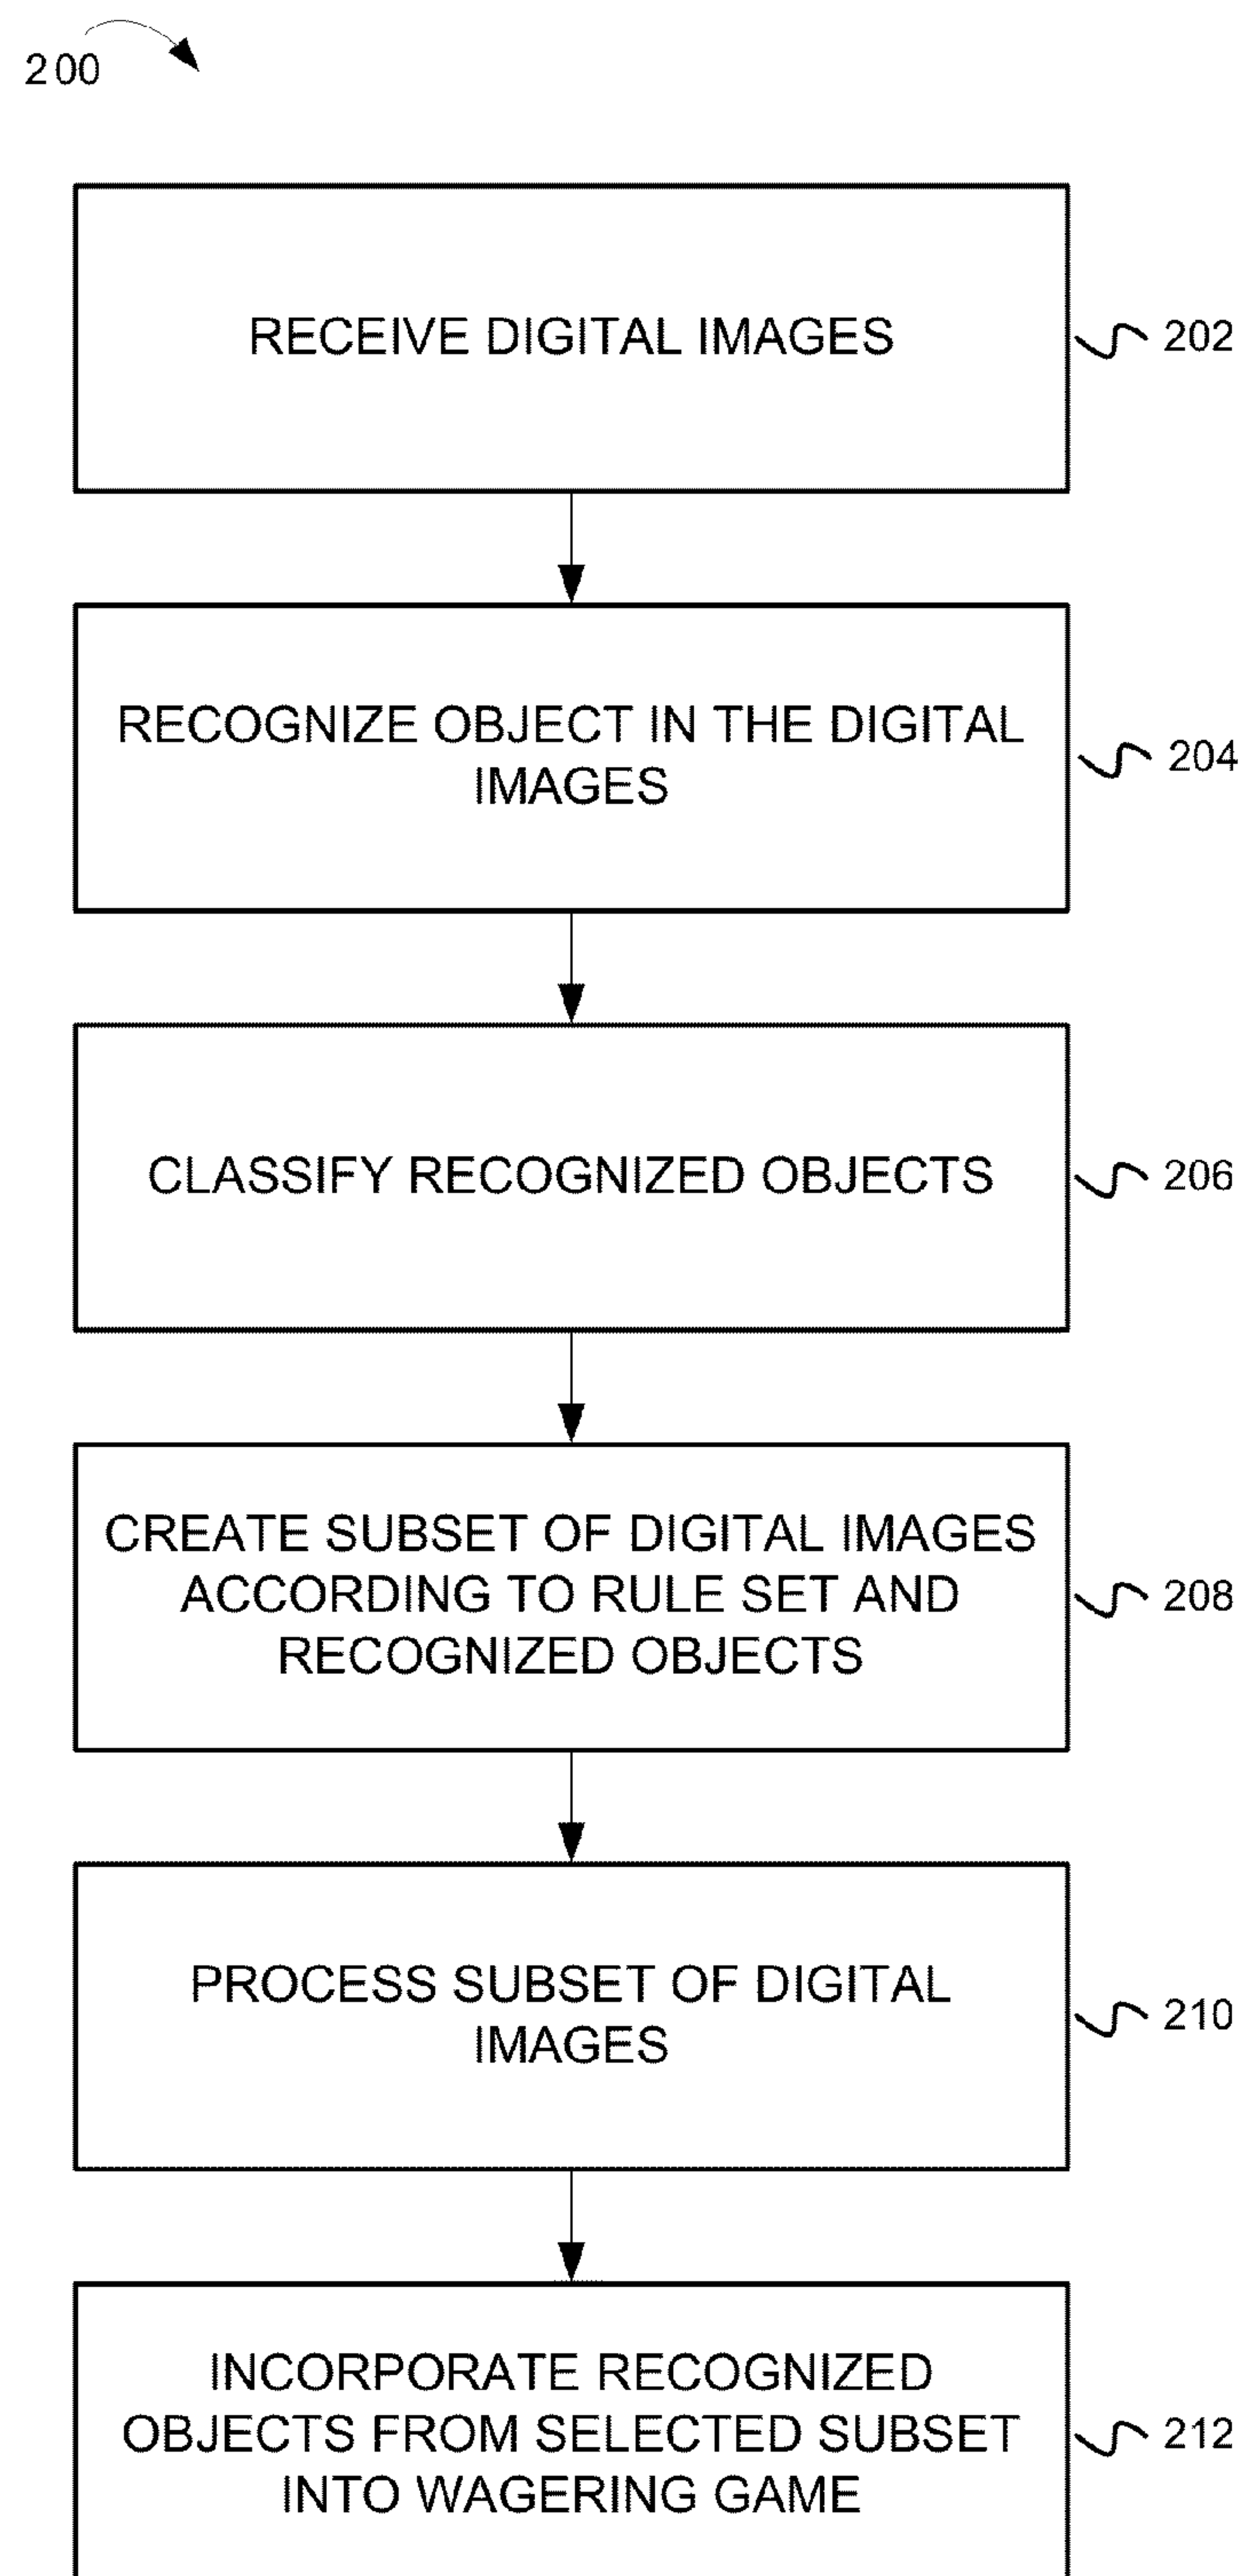 200
RECEIVE DIGITAL IMAGES
202
RECOGNIZE OBJECT IN THE DIGITAL
IMAGES
204
CLASSIFY RECOGNIZED OBJECTS
206
CREATE SUBSET OF DIGITAL IMAGES
ACCORDING TO RULE SET AND
RECOGNIZED OBJECTS
208
PROCESS SUBSET OF DIGITAL
IMAGES
210
INCORPORATE RECOGNIZED
OBJECTS FROM SELECTED SUBSET
INTO WAGERING GAME
212